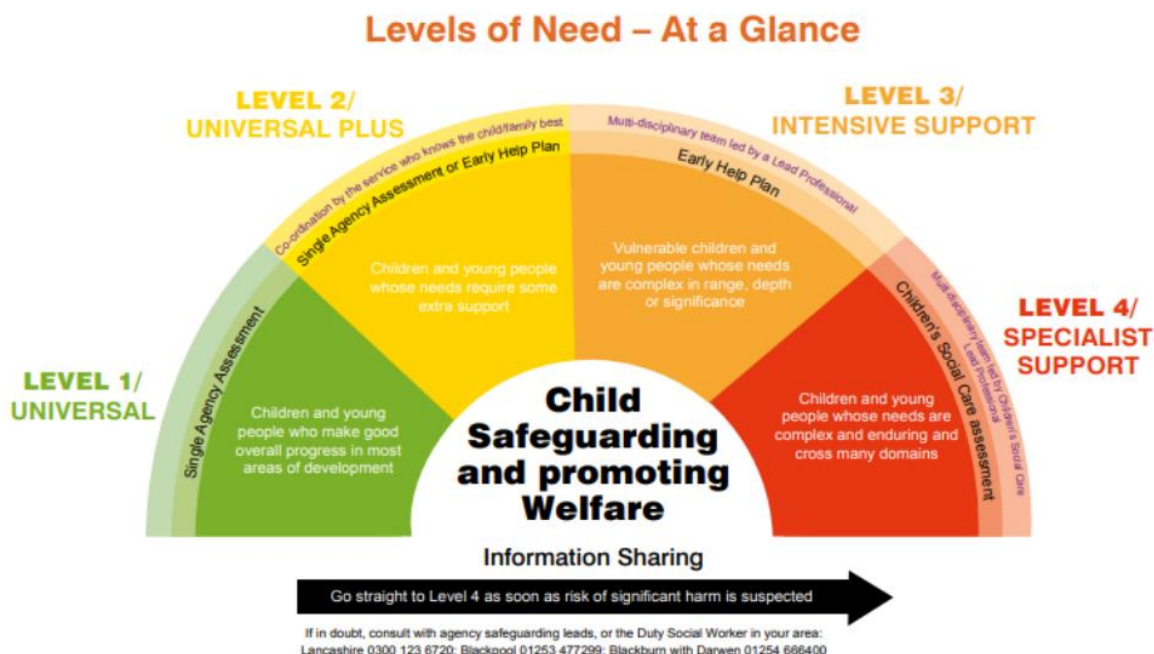 Levels of Need – At a Glance
LEVEL 1/
UNIVERSAL
Single Agency Assessment
Children and young
people who make good
overall progress in most
areas of development
LEVEL 2/
UNIVERSAL PLUS
Co-ordination by the service who knows the child/family best
Single Agency Assessment or Early Help Plan
Children and young people
whose needs require some
extra support
LEVEL 3/
INTENSIVE SUPPORT
Multi-disciplinary team led by a Lead Professional
Early Help Plan
Vulnerable children and
young people whose needs
are complex in range, depth
or significance
LEVEL 4/
SPECIALIST
SUPPORT
Multi-disciplinary team led by Children's Social Care
Lead Professional
Children's Social Care assessment
Children and young
people whose needs are
complex and enduring and
cross many domains
Child
Safeguarding
and promoting
Welfare
Information Sharing
Go straight to Level 4 as soon as risk of significant harm is suspected
If in doubt, consult with agency safeguarding leads, or the Duty Social Worker in your area:
Lancashire 0300 123 6720; Blackpool 01253 477299; Blackburn with Darwen 01254 666400